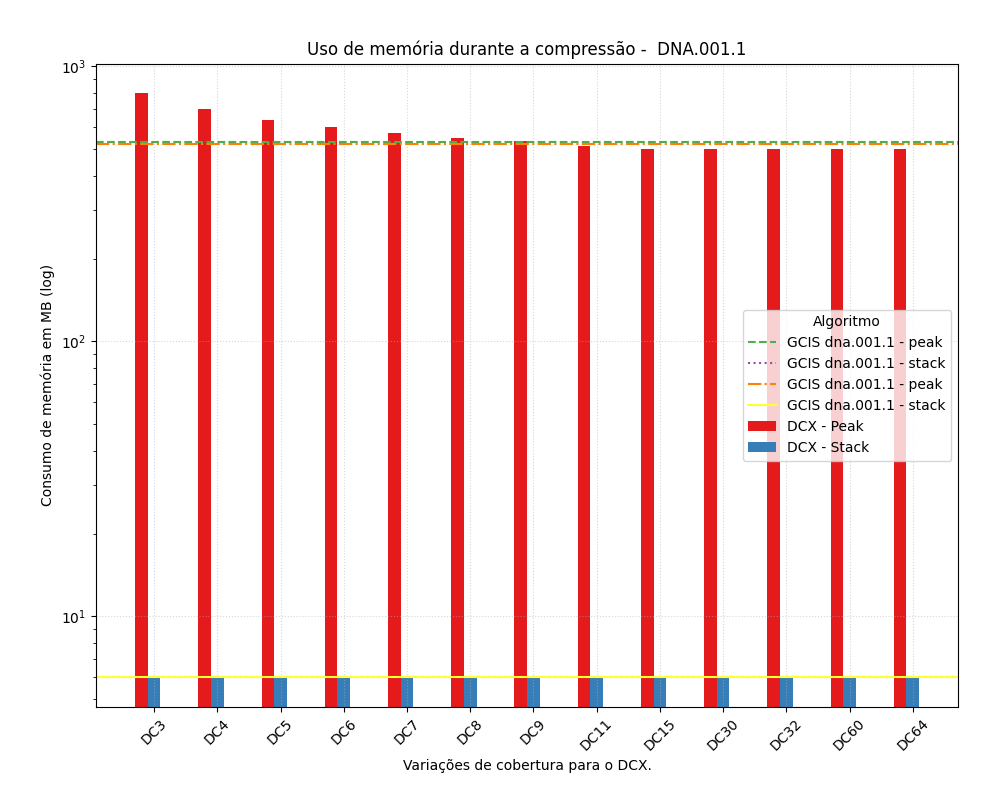 Uso de memória durante a compressão -  DNA.001.1
Consumo de memória em MB (log)
10³
10²
10¹
Algoritmo
GCIS dna.001.1 - peak
GCIS dna.001.1 - stack
GCIS dna.001.1 - peak
GCIS dna.001.1 - stack
DCX - Peak
DCX - Stack
DC3
DC4
DC5
DC6
DC7
DC8
DC9
DC11
DC15
DC30
DC32
DC60
DC64
Variações de cobertura para o DCX.